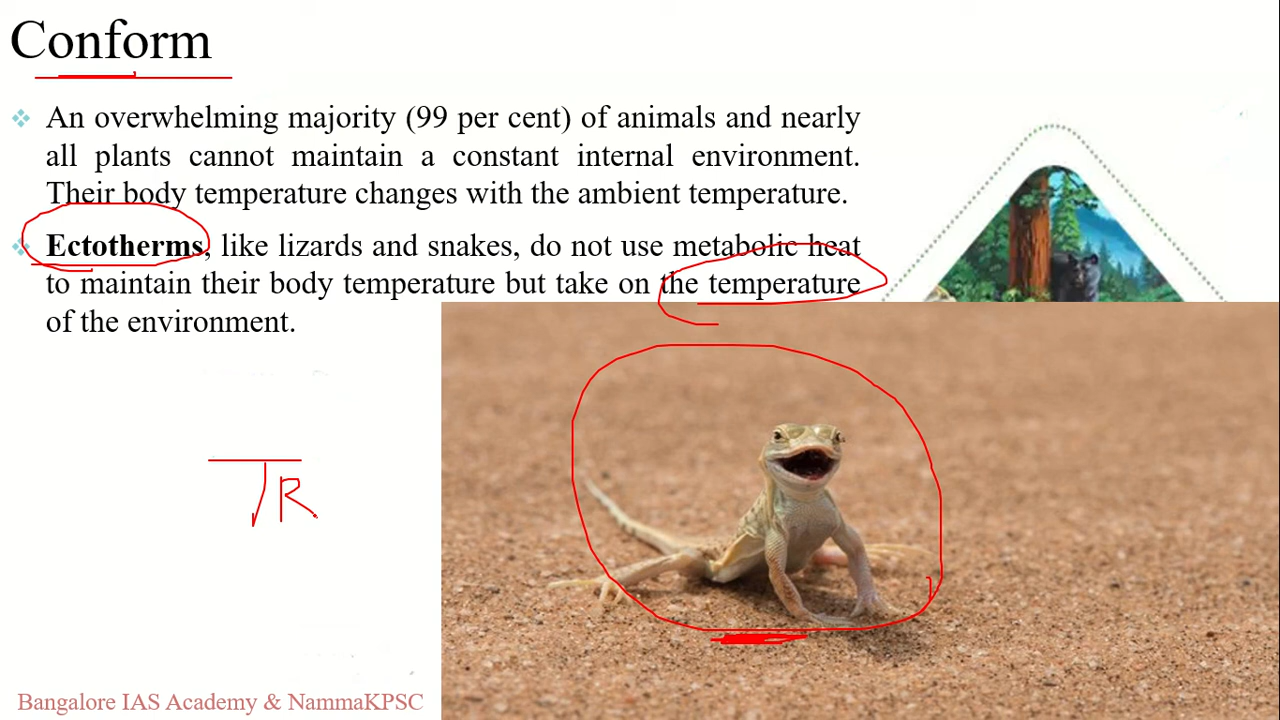 Conform
An overwhelming majority (99 per cent) of animals and nearly
all plants cannot maintain a constant internal environment.
Their body temperature changes with the ambient temperature.
Ectotherms, like lizards and snakes, do not use metabolic heat
to maintain their body temperature but take on the temperature
of the environment.
TR
Bangalore IAS Academy & NammaKPSC